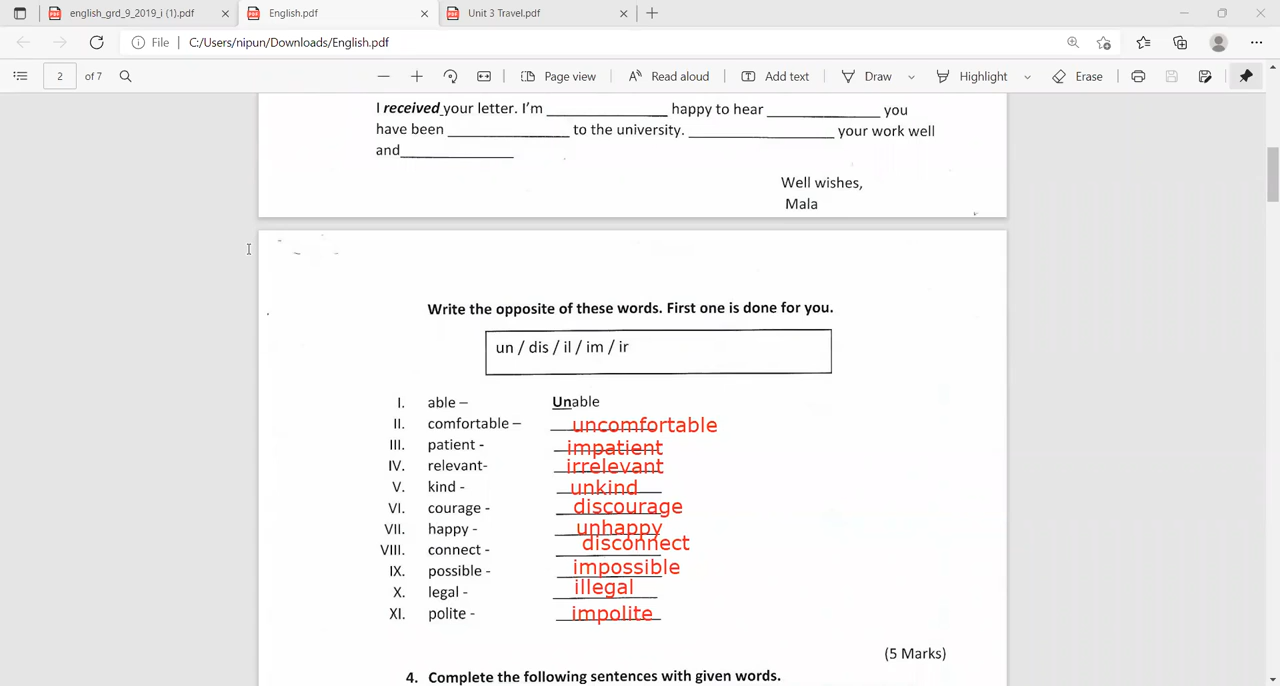 english_grd_9_2019_i (1).pdf
English.pdf
Unit 3 Travel.pdf
File C:/Users/nipun/Downloads/English.pdf
2 of 7 Page view Read aloud Add text Draw Highlight Erase
I received your letter. I'm ____________ happy to hear ____________ you
have been ____________ to the university. ____________ your work well
and____________
Well wishes,
Mala
Write the opposite of these words. First one is done for you.
un / dis / il / im / ir
I. able – Unable
II. comfortable – uncomfortable
III. patient - impatient
IV. relevant- irrelevant
V. kind - unkind
VI. courage - discourage
VII. happy - unhappy
VIII. connect - disconnect
IX. possible - impossible
X. legal - illegal
XI. polite - impolite
(5 Marks)
4. Complete the following sentences with given words.